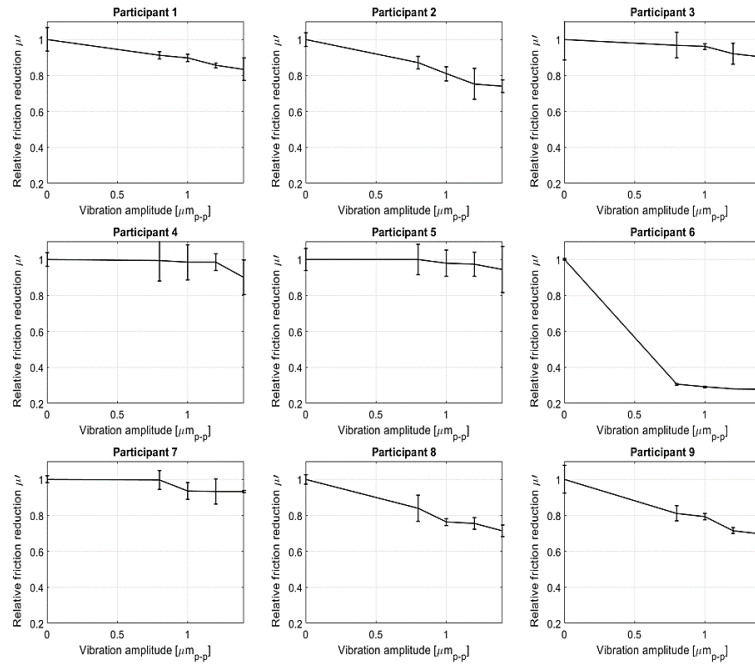 Participant 1
Relative friction reduction μ′
1
0.8
0.6
0.4
0.2
0
0.5
1
Vibration amplitude [μm p-p]
Participant 2
Relative friction reduction μ′
1
0.8
0.6
0.4
0.2
0
0.5
1
Vibration amplitude [μm p-p]
Participant 3
Relative friction reduction μ′
1
0.8
0.6
0.4
0.2
0
0.5
1
Vibration amplitude [μm p-p]
Participant 4
Relative friction reduction μ′
1
0.8
0.6
0.4
0.2
0
0.5
1
Vibration amplitude [μm p-p]
Participant 5
Relative friction reduction μ′
1
0.8
0.6
0.4
0.2
0
0.5
1
Vibration amplitude [μm p-p]
Participant 6
Relative friction reduction μ′
1
0.8
0.6
0.4
0.2
0
0.5
1
Vibration amplitude [μm p-p]
Participant 7
Relative friction reduction μ′
1
0.8
0.6
0.4
0.2
0
0.5
1
Vibration amplitude [μm p-p]
Participant 8
Relative friction reduction μ′
1
0.8
0.6
0.4
0.2
0
0.5
1
Vibration amplitude [μm p-p]
Participant 9
Relative friction reduction μ′
1
0.8
0.6
0.4
0.2
0
0.5
1
Vibration amplitude [μm p-p]